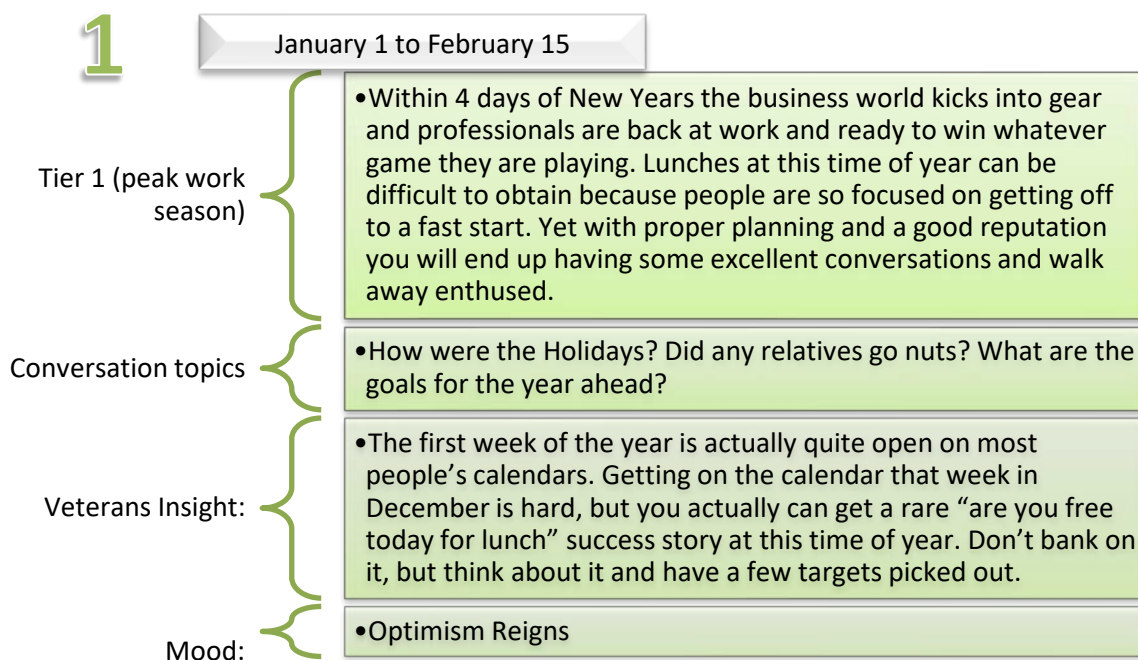 1
January 1 to February 15
Tier 1 (peak work
season)
•Within 4 days of New Years the business world kicks into gear
and professionals are back at work and ready to win whatever
game they are playing. Lunches at this time of year can be
difficult to obtain because people are so focused on getting off
to a fast start. Yet with proper planning and a good reputation
you will end up having some excellent conversations and walk
away enthused.
Conversation topics
•How were the Holidays? Did any relatives go nuts? What are the
goals for the year ahead?
Veterans Insight:
•The first week of the year is actually quite open on most
people’s calendars. Getting on the calendar that week in
December is hard, but you actually can get a rare “are you free
today for lunch” success story at this time of year. Don’t bank on
it, but think about it and have a few targets picked out.
Mood:
•Optimism Reigns